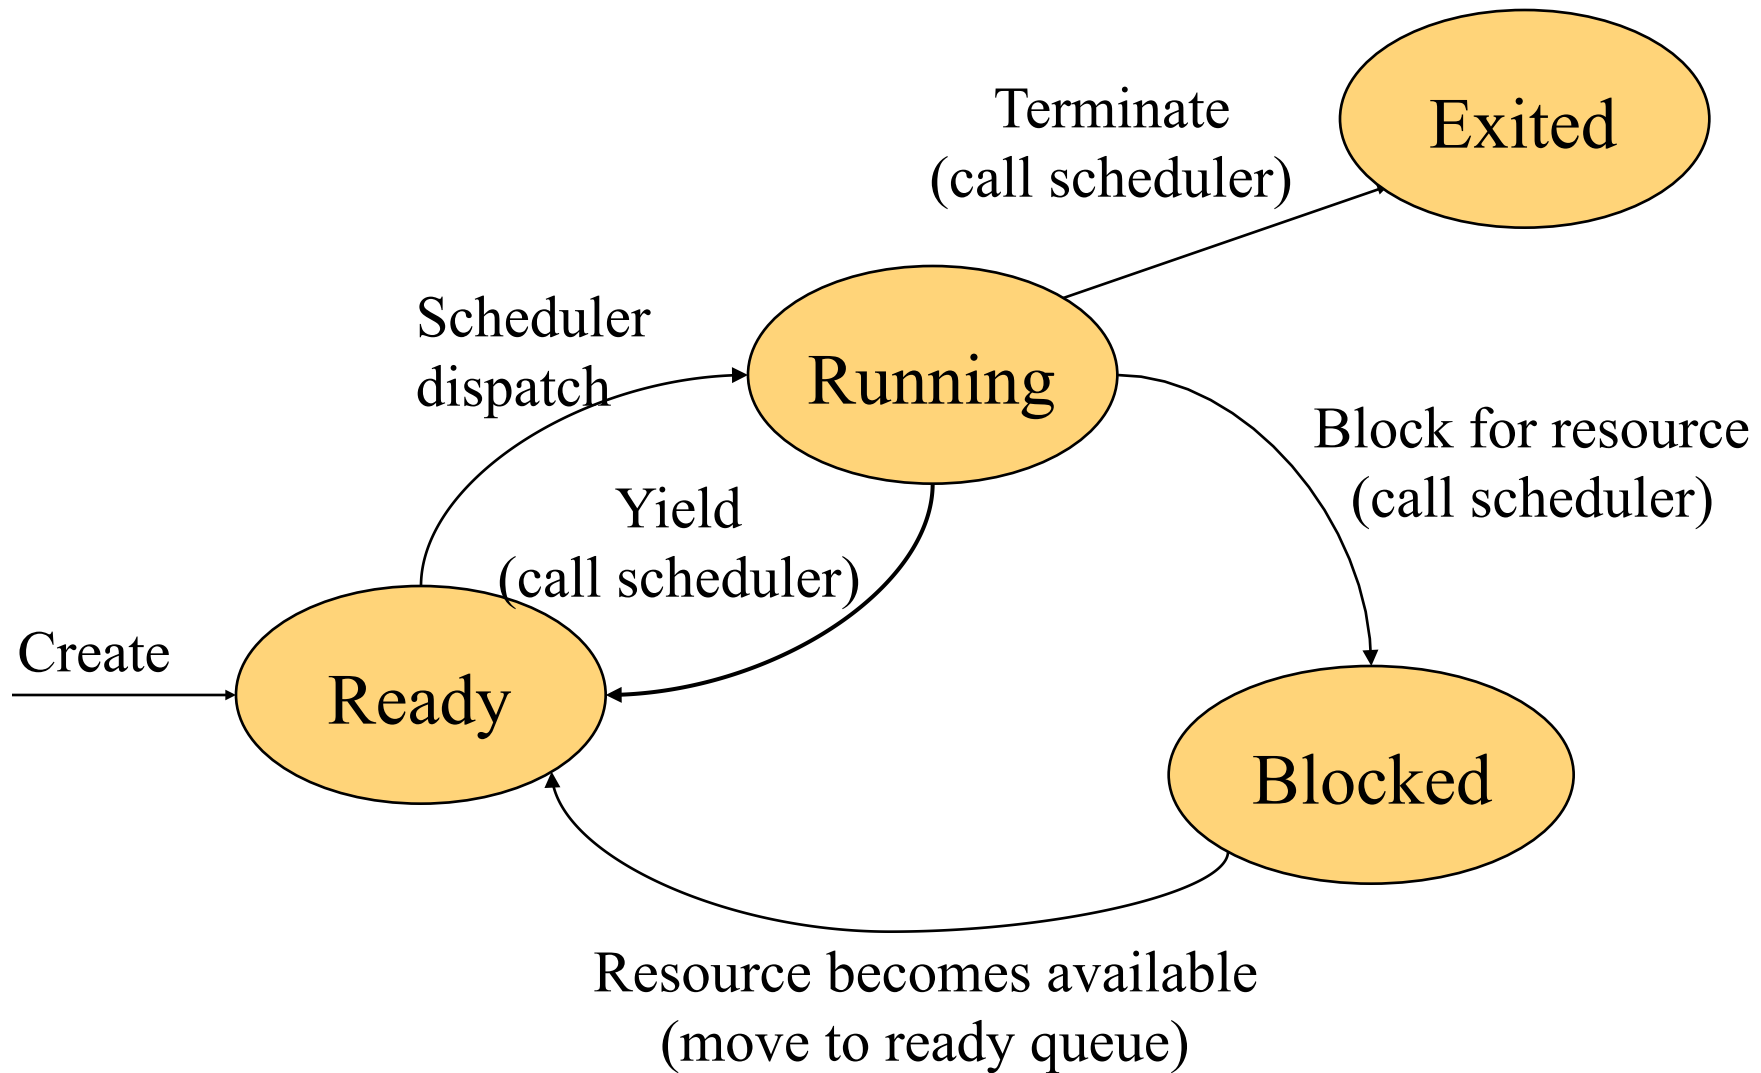 Terminate
(call scheduler)
Exited
Scheduler
dispatch
Running
Block for resource
(call scheduler)
Yield
(call scheduler)
Create
Ready
Blocked
Resource becomes available
(move to ready queue)